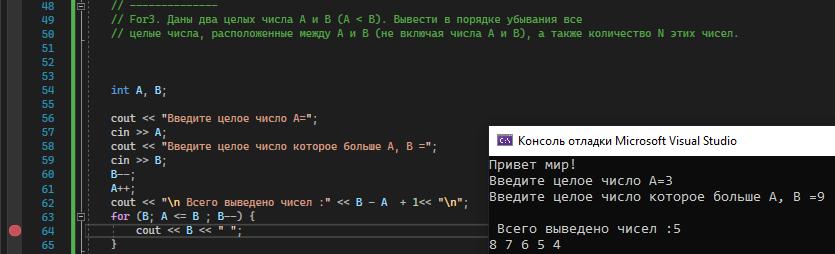 48 // --------------
49 // For3. Даны два целых числа A и B (A < B). Вывести в порядке убывания все
50 // целые числа, расположенные между A и B (не включая числа A и B), а также количество N этих чисел.
51
52
53
54 int A, B;
55
56 cout << "Введите целое число A=";
57 cin >> A;
58 cout << "Введите целое число которое больше A, B =";
59 cin >> B;
60 B--;
61 A++;
62 cout << "\n Всего выведено чисел :" << B - A  + 1<< "\n";
63 for (B; A <= B ; B--) {
64 cout << B << " ";
65 }
Консоль отладки Microsoft Visual Studio
Привет мир!
Введите целое число A=3
Введите целое число которое больше A, B =9
Всего выведено чисел :5
8 7 6 5 4